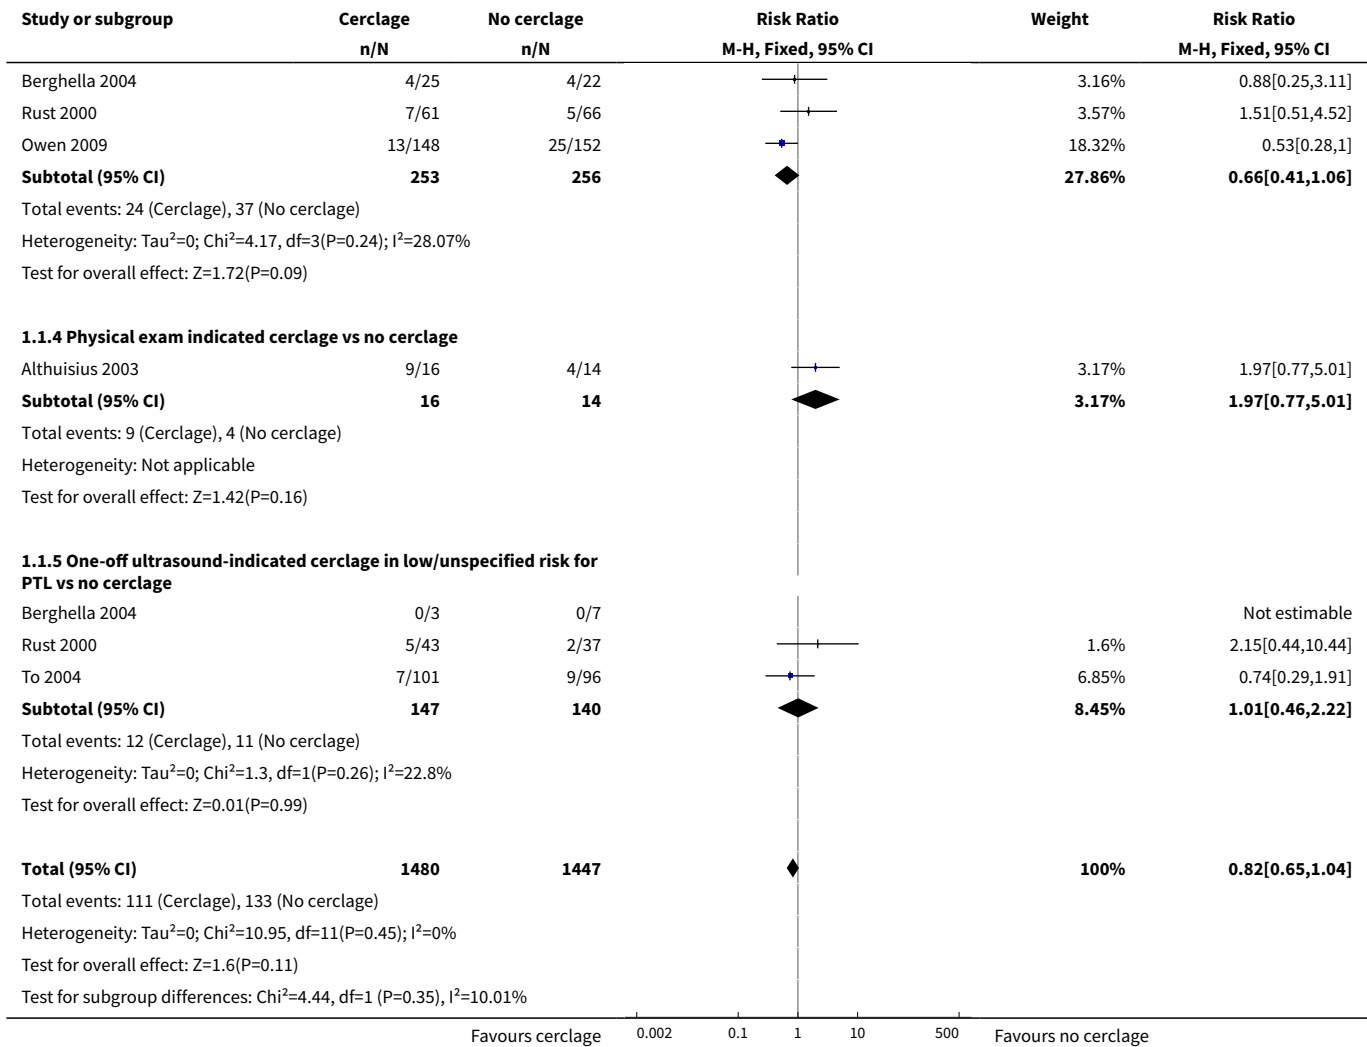 Study or subgroup Cerclage No cerclage Risk Ratio Weight Risk Ratio
n/N n/N M-H, Fixed, 95% CI M-H, Fixed, 95% CI
Berghella 2004 4/25 4/22 3.16% 0.88[0.25,3.11]
Rust 2000 7/61 5/66 3.57% 1.51[0.51,4.52]
Owen 2009 13/148 25/152 18.32% 0.53[0.28,1]
Subtotal (95% CI) 253 256 27.86% 0.66[0.41,1.06]
Total events: 24 (Cerclage), 37 (No cerclage)
Heterogeneity: Tau²=0; Chi²=4.17, df=3(P=0.24); I²=28.07%
Test for overall effect: Z=1.72(P=0.09)
1.1.4 Physical exam indicated cerclage vs no cerclage
Althuisius 2003 9/16 4/14 3.17% 1.97[0.77,5.01]
Subtotal (95% CI) 16 14 3.17% 1.97[0.77,5.01]
Total events: 9 (Cerclage), 4 (No cerclage)
Heterogeneity: Not applicable
Test for overall effect: Z=1.42(P=0.16)
1.1.5 One-off ultrasound-indicated cerclage in low/unspecified risk for
PTL vs no cerclage
Berghella 2004 0/3 0/7 Not estimable
Rust 2000 5/43 2/37 1.6% 2.15[0.44,10.44]
To 2004 7/101 9/96 6.85% 0.74[0.29,1.91]
Subtotal (95% CI) 147 140 8.45% 1.01[0.46,2.22]
Total events: 12 (Cerclage), 11 (No cerclage)
Heterogeneity: Tau²=0; Chi²=1.3, df=1(P=0.26); I²=22.8%
Test for overall effect: Z=0.01(P=0.99)
Total (95% CI) 1480 1447 100% 0.82[0.65,1.04]
Total events: 111 (Cerclage), 133 (No cerclage)
Heterogeneity: Tau²=0; Chi²=10.95, df=11(P=0.45); I²=0%
Test for overall effect: Z=1.6(P=0.11)
Test for subgroup differences: Chi²=4.44, df=1 (P=0.35), I²=10.01%
Favours cerclage 0.002 0.1 1 10 500 Favours no cerclage